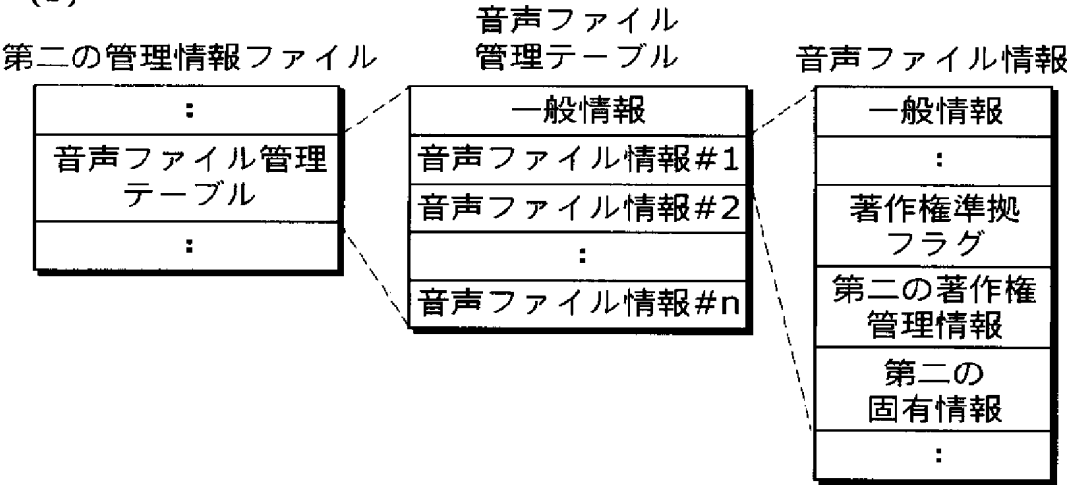 第二の管理情報ファイル
:
音声ファイル管理
テーブル
:
音声ファイル
管理テーブル
一般情報
音声ファイル情報#1
音声ファイル情報#2
:
音声ファイル情報#n
音声ファイル情報
一般情報
:
著作権準拠
フラグ
第二の著作権
管理情報
第二の
固有情報
: